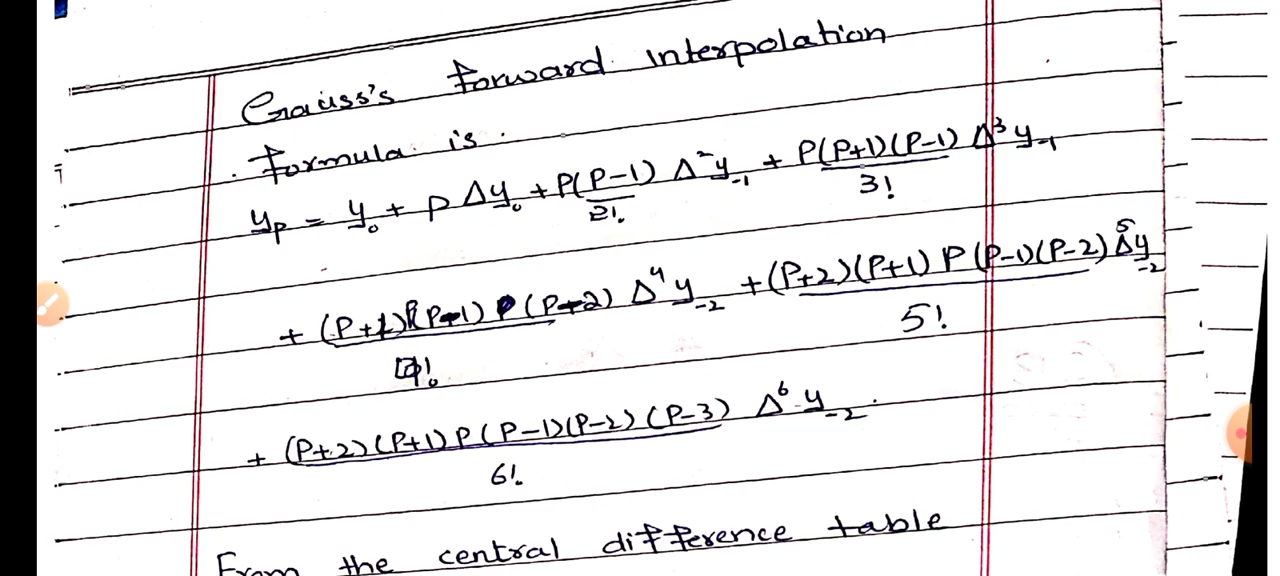 Gauss's forward interpolation
formula is.
yₚ = y₀ + P Δy₀ + P(P-1)/2! Δ²y₋₁ + P(P+1)(P-1)/3! Δ³y₋₁
+ (P+1)P(P-1)(P-2)/4! Δ⁴y₋₂ + (P+2)(P+1)P(P-1)(P-2)/5! Δ⁵y₋₂
+ (P+2)(P+1)P(P-1)(P-2)(P-3)/6! Δ⁶y₋₂.
From the central difference table